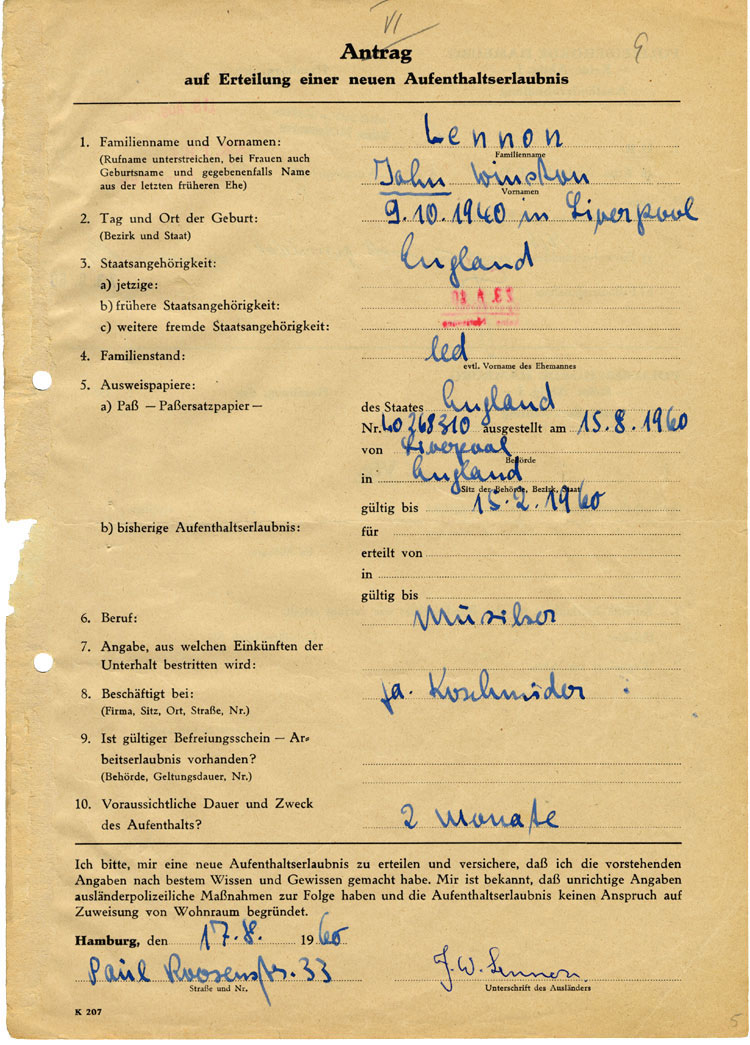 VI
9
Antrag
auf Erteilung einer neuen Aufenthaltserlaubnis
1. Familienname und Vornamen: Lennon
(Rufname unterstreichen, bei Frauen auch Familienname
Geburtsname und gegebenenfalls Name John Winston
aus der letzten früheren Ehe) Vornamen
2. Tag und Ort der Geburt: 9.10.1940 in Liverpool
(Bezirk und Staat)
3. Staatsangehörigkeit: England
a) jetzige:
b) frühere Staatsangehörigkeit:
c) weitere fremde Staatsangehörigkeit:
4. Familienstand: led
evtl. Vorname des Ehemannes
5. Ausweispapiere:
a) Paß — Paßersatzpapier — des Staates England
Nr. ausgestellt am 15.8.1960
von Liverpool
Behörde
in England
Sitz der Behörde, Bezirk, Staat
gültig bis 15.2.1960
b) bisherige Aufenthaltserlaubnis: für
erteilt von
in
gültig bis
6. Beruf: Musiker
7. Angabe, aus welchen Einkünften der
Unterhalt bestritten wird:
8. Beschäftigt bei: fa. Koschmider
(Firma, Sitz, Ort, Straße, Nr.)
9. Ist gültiger Befreiungsschein — Ar-
beitserlaubnis vorhanden?
(Behörde, Geltungsdauer, Nr.)
10. Voraussichtliche Dauer und Zweck
des Aufenthalts? 2 Monate
Ich bitte, mir eine neue Aufenthaltserlaubnis zu erteilen und versichere, daß ich die vorstehenden
Angaben nach bestem Wissen und Gewissen gemacht habe. Mir ist bekannt, daß unrichtige Angaben
ausländerpolizeiliche Maßnahmen zur Folge haben und die Aufenthaltserlaubnis keinen Anspruch auf
Zuweisung von Wohnraum begründet.
Hamburg, den 17.8. 1960
Paul Roosenstr. 33 J. W. Lennon.
Straße und Nr. Unterschrift des Ausländers
K 207
5